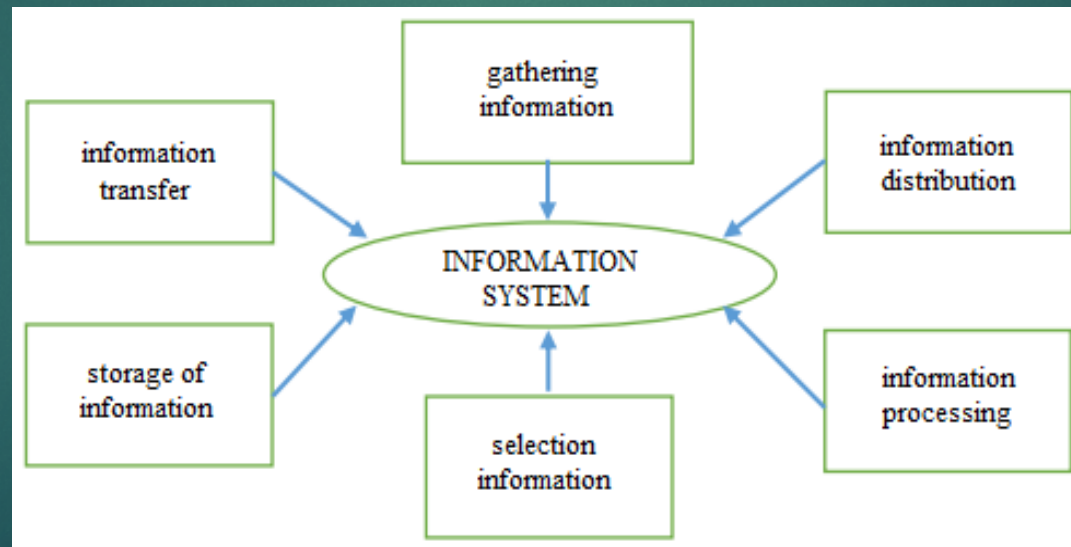 gathering
information
information
transfer
information
distribution
INFORMATION
SYSTEM
storage of
information
information
processing
selection
information